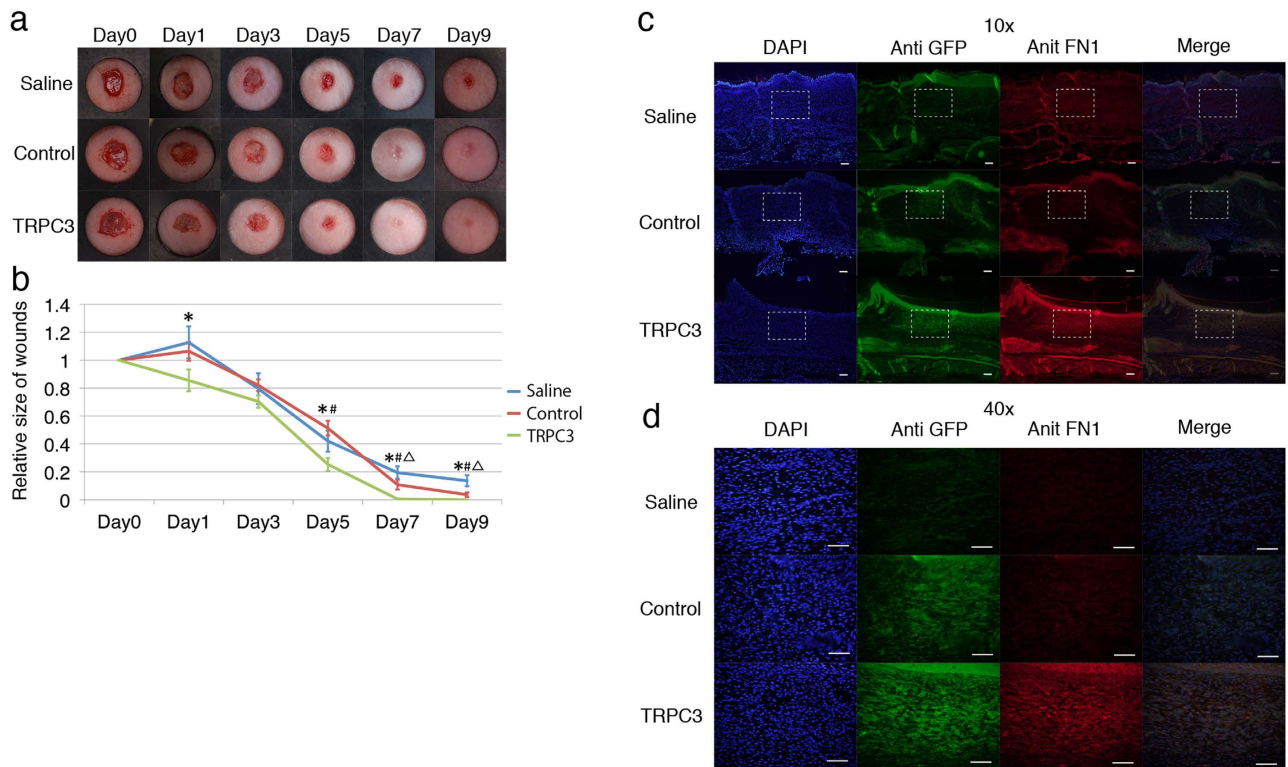 a
Day0 Day1 Day3 Day5 Day7 Day9
Saline
Control
TRPC3
b
Relative size of wounds
1.4
1.2
1
0.8
0.6
0.4
0.2
0
*
*#
*#△
*#△
Day0 Day1 Day3 Day5 Day7 Day9
Saline
Control
TRPC3
c
10x
DAPI Anti GFP Anit FN1 Merge
Saline
Control
TRPC3
d
40x
DAPI Anti GFP Anit FN1 Merge
Saline
Control
TRPC3